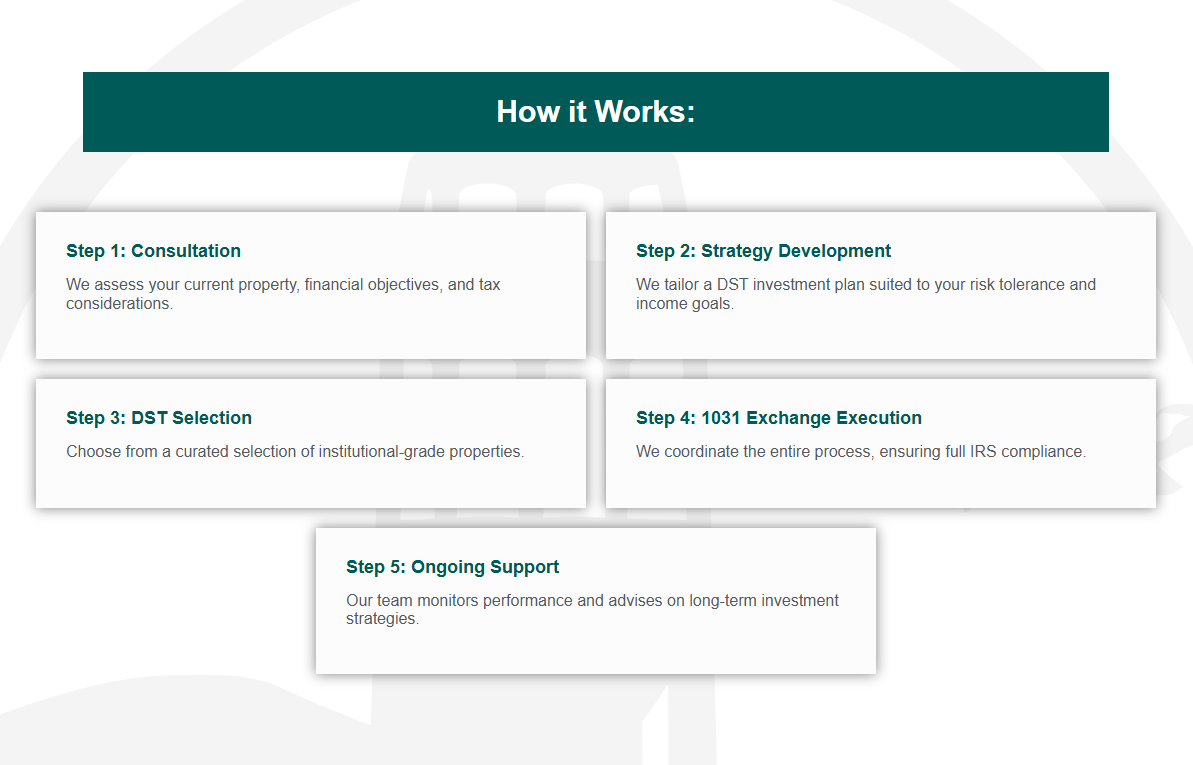 How it Works:
Step 1: Consultation
We assess your current property, financial objectives, and tax
considerations.
Step 2: Strategy Development
We tailor a DST investment plan suited to your risk tolerance and
income goals.
Step 3: DST Selection
Choose from a curated selection of institutional-grade properties.
Step 4: 1031 Exchange Execution
We coordinate the entire process, ensuring full IRS compliance.
Step 5: Ongoing Support
Our team monitors performance and advises on long-term investment
strategies.